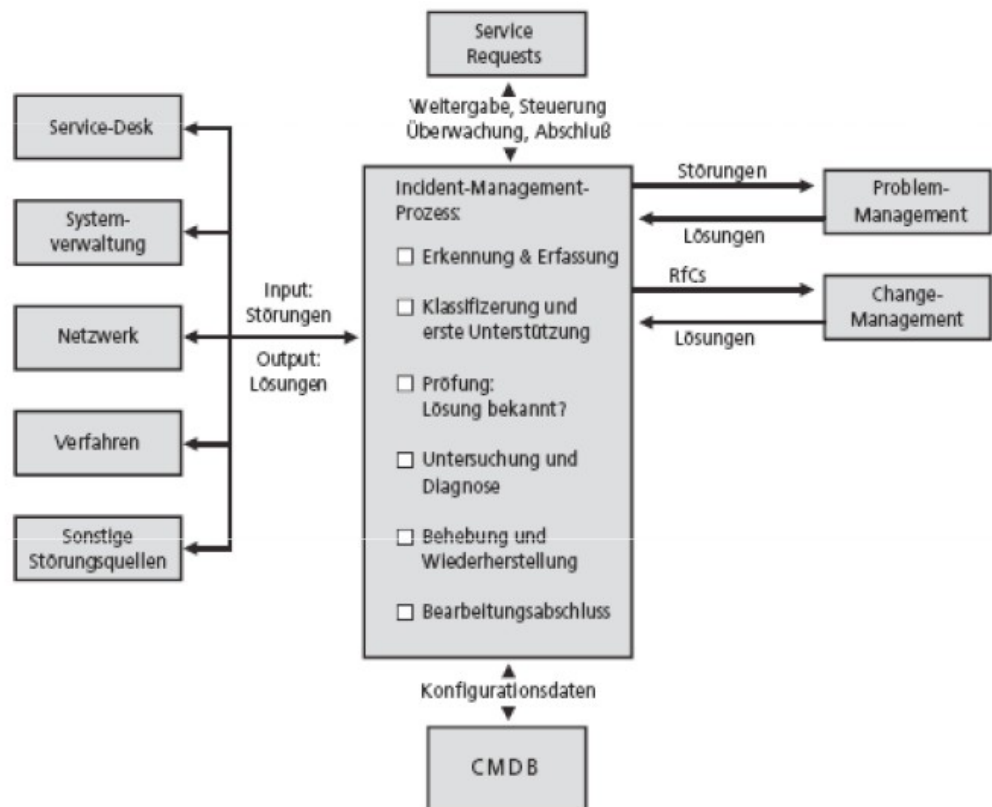 Service
Requests
Weitergabe, Steuerung
Überwachung, Abschluß
Service-Desk
System-
verwaltung
Netzwerk
Verfahren
Sonstige
Störungsquellen
Input:
Störungen
Output:
Lösungen
Incident-Management-
Prozess:
Erkennung & Erfassung
Klassifizerung und
erste Unterstützung
Pröfung:
Lösung bekannt?
Untersuchung und
Diagnose
Behebung und
Wiederherstellung
Bearbeitungsabschluss
Störungen
Lösungen
Problem-
Management
RfCs
Lösungen
Change-
Management
Konfigurationsdaten
CMDB